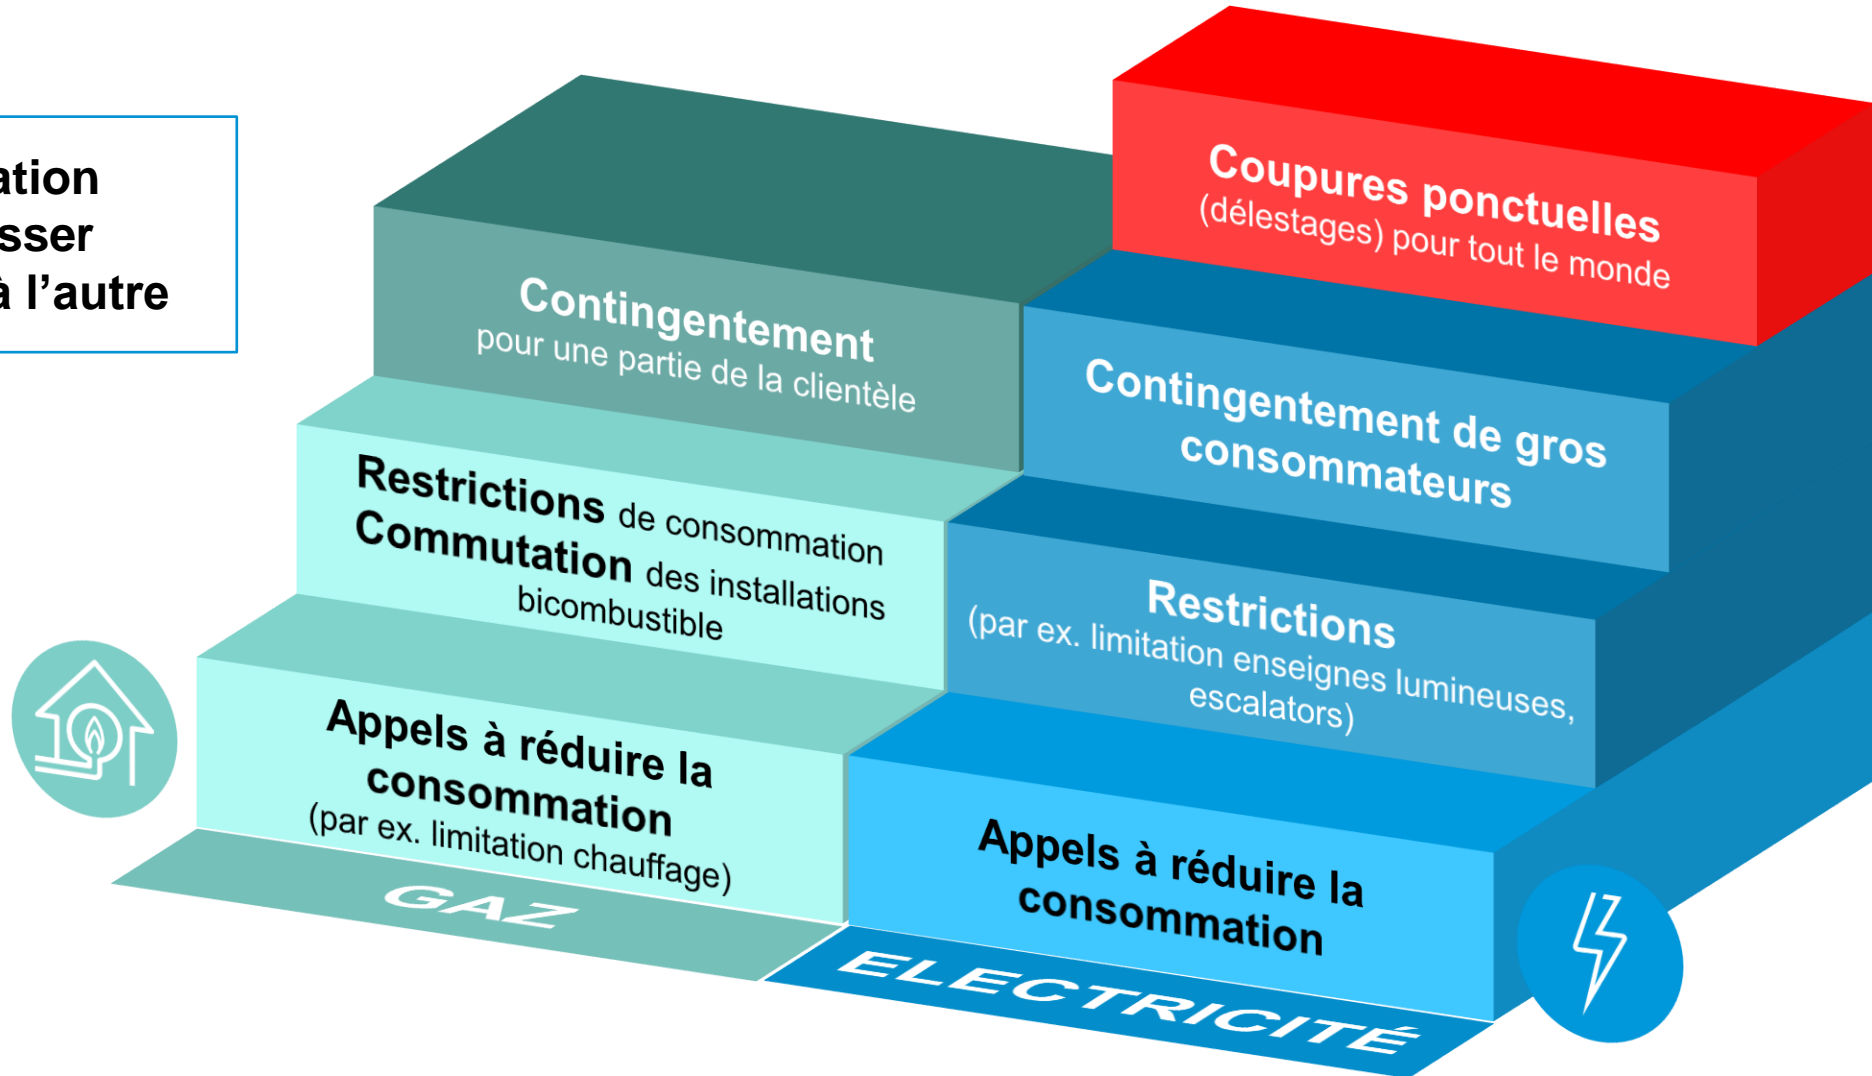 ation
sser
à l’autre
Contingentement
pour une partie de la clientèle
Restrictions de consommation
Commutation des installations
bicombustible
Appels à réduire la
consommation
(par ex. limitation chauffage)
GAZ
Coupures ponctuelles
(délestages) pour tout le monde
Contingentement de gros
consommateurs
Restrictions
(par ex. limitation enseignes lumineuses,
escalators)
Appels à réduire la
consommation
ELECTRICITÉ